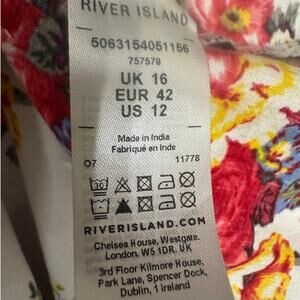 RIVER ISLAND
5063154051156
757579
UK 16
EUR 42
US 12
Made in India
Fabriqué en Inde
07 11778
RIVERISLAND.COM
Chelsea House, Westgate,
London, W5 1DR, UK
3rd Floor Kilmore House,
Park Lane, Spencer Dock,
Dublin, 1 Ireland